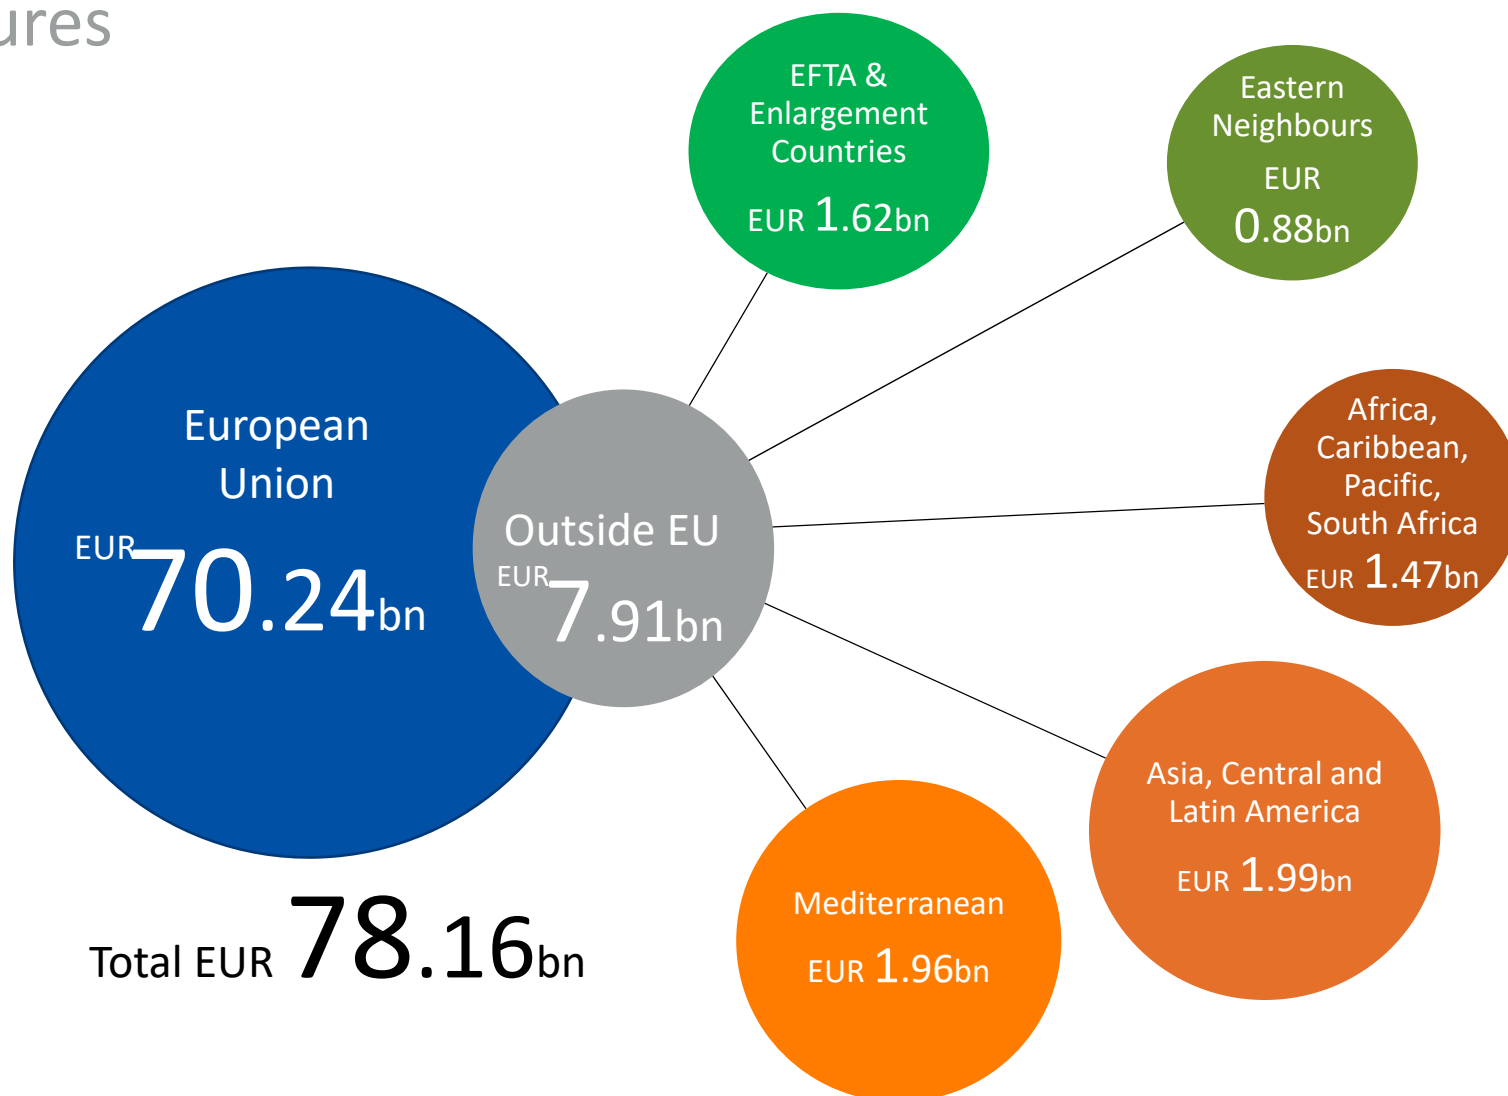 EFTA &
Enlargement
Countries
EUR 1.62bn
Eastern
Neighbours
EUR
0.88bn
European
Union
EUR 70.24bn
Outside EU
EUR 7.91bn
Africa,
Caribbean,
Pacific,
South Africa
EUR 1.47bn
Asia, Central and
Latin America
EUR 1.99bn
Mediterranean
EUR 1.96bn
Total EUR 78.16bn